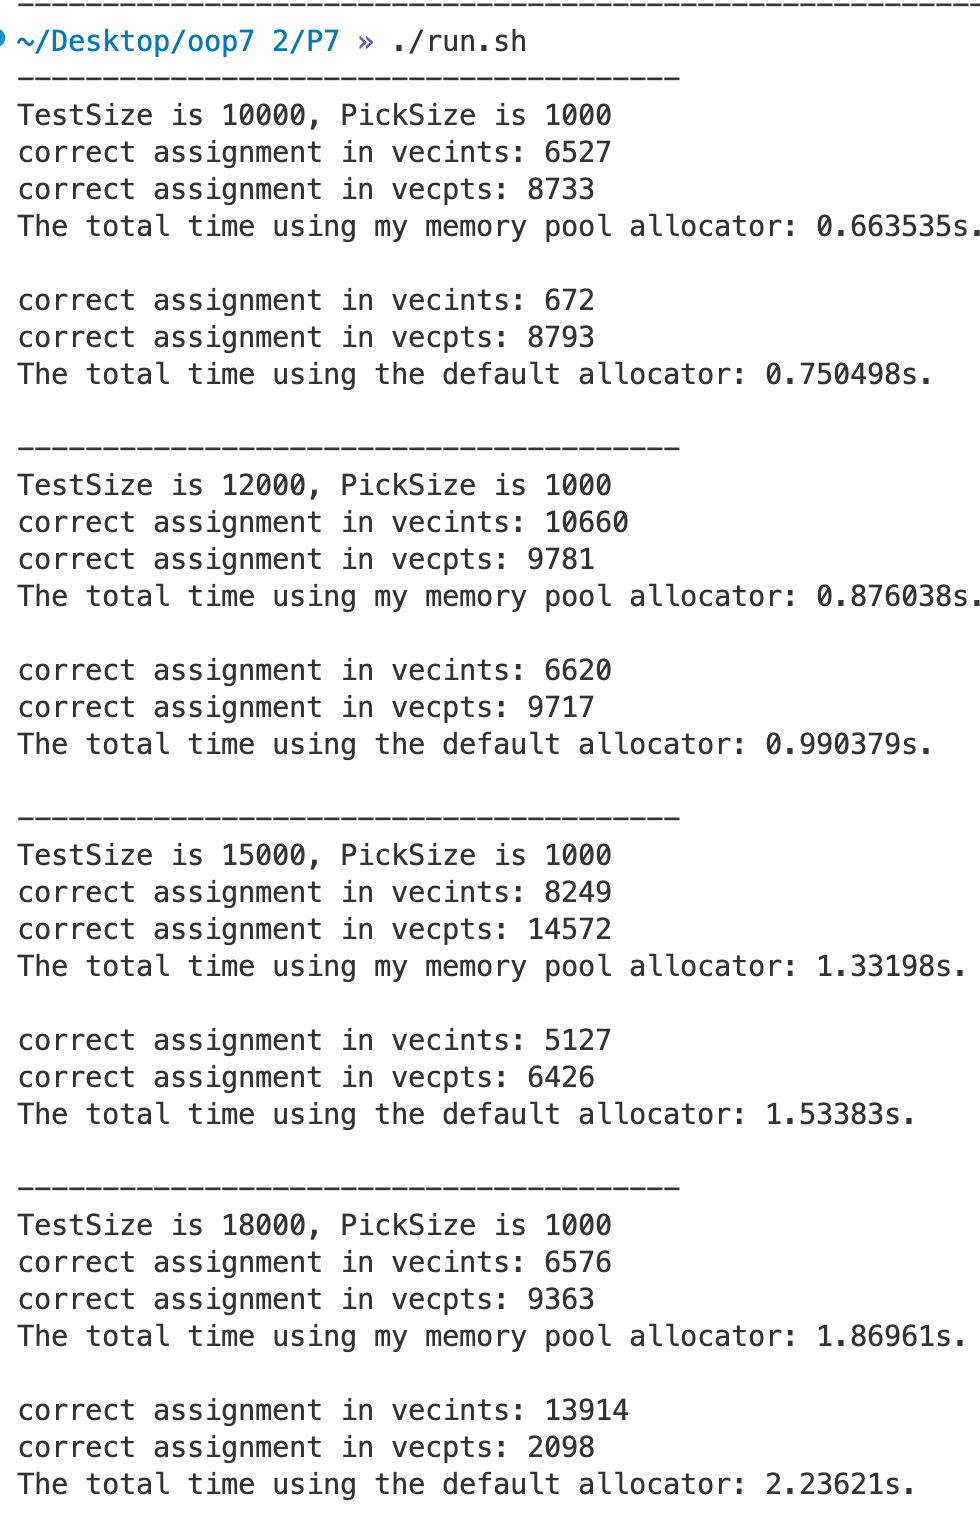 --------------------------------------------------------
~/Desktop/oop7 2/P7 » ./run.sh
---------------------------------------
TestSize is 10000, PickSize is 1000
correct assignment in vecints: 6527
correct assignment in vecpts: 8733
The total time using my memory pool allocator: 0.663535s.
correct assignment in vecints: 672
correct assignment in vecpts: 8793
The total time using the default allocator: 0.750498s.
---------------------------------------
TestSize is 12000, PickSize is 1000
correct assignment in vecints: 10660
correct assignment in vecpts: 9781
The total time using my memory pool allocator: 0.876038s.
correct assignment in vecints: 6620
correct assignment in vecpts: 9717
The total time using the default allocator: 0.990379s.
---------------------------------------
TestSize is 15000, PickSize is 1000
correct assignment in vecints: 8249
correct assignment in vecpts: 14572
The total time using my memory pool allocator: 1.33198s.
correct assignment in vecints: 5127
correct assignment in vecpts: 6426
The total time using the default allocator: 1.53383s.
---------------------------------------
TestSize is 18000, PickSize is 1000
correct assignment in vecints: 6576
correct assignment in vecpts: 9363
The total time using my memory pool allocator: 1.86961s.
correct assignment in vecints: 13914
correct assignment in vecpts: 2098
The total time using the default allocator: 2.23621s.